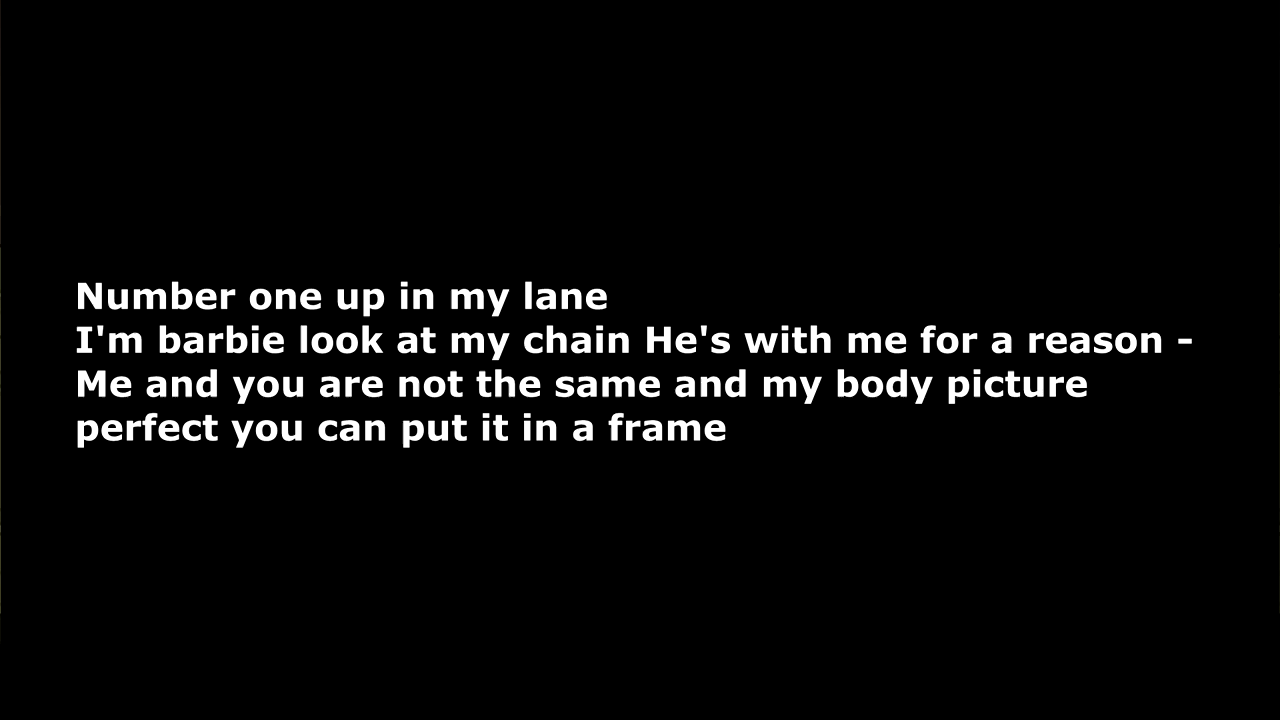 Number one up in my lane
I'm barbie look at my chain He's with me for a reason -
Me and you are not the same and my body picture
perfect you can put it in a frame